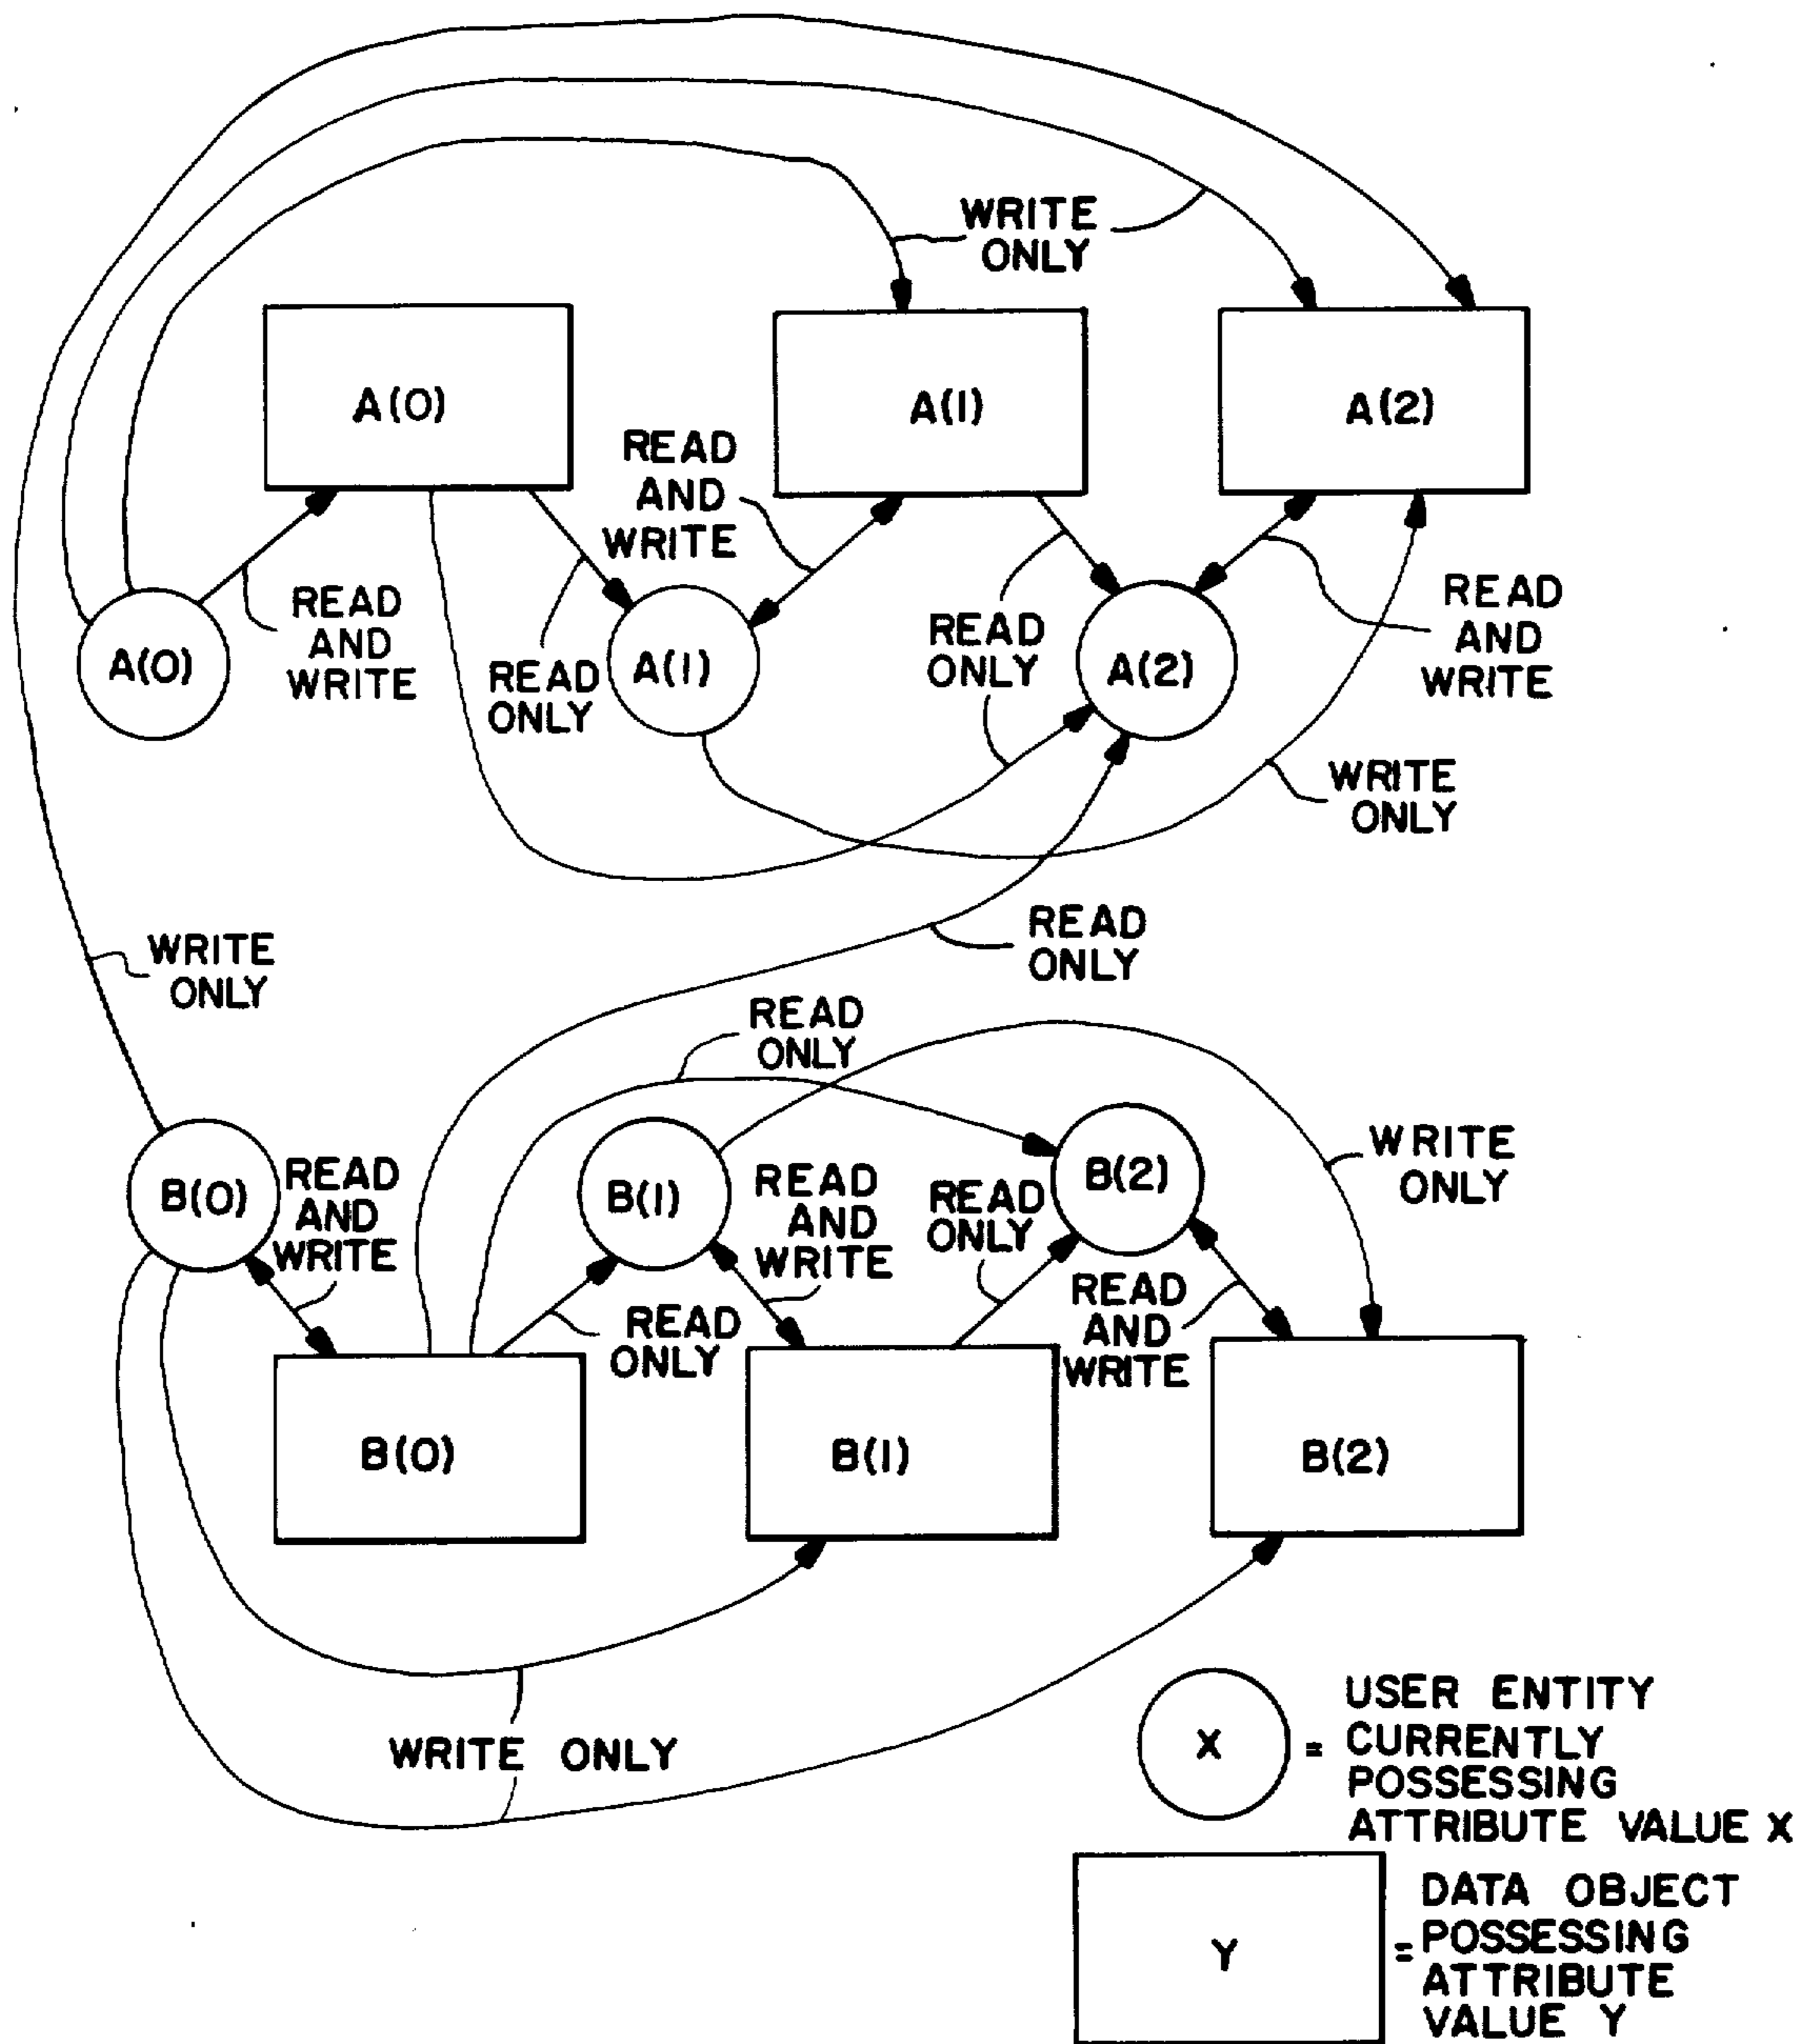 WRITE
ONLY
A(0)
A(1)
A(2)
READ
AND
WRITE
READ
AND
WRITE
READ
AND
WRITE
A(0)
READ
ONLY
A(1)
READ
ONLY
A(2)
WRITE
ONLY
WRITE
ONLY
READ
ONLY
READ
ONLY
B(0)
READ
AND
WRITE
B(1)
READ
AND
WRITE
READ
ONLY
B(2)
WRITE
ONLY
READ
ONLY
READ
AND
WRITE
B(0)
B(1)
B(2)
WRITE ONLY
X
=
USER ENTITY
CURRENTLY
POSSESSING
ATTRIBUTE VALUE X
Y
=
DATA OBJECT
POSSESSING
ATTRIBUTE
VALUE Y